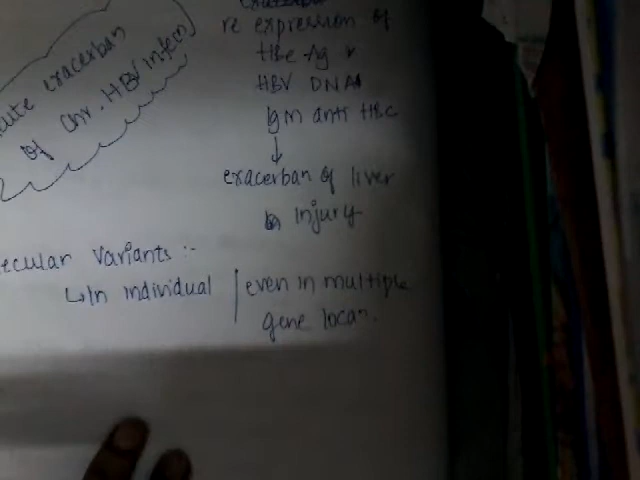 re expression of
HBe Ag &
HBV DNA
IgM anti HBc
↓
exacerban of liver
injury
acute exacerban
of chr. HBV infecn
ecular variants :-
↳In individual | even in multiple
gene locan.